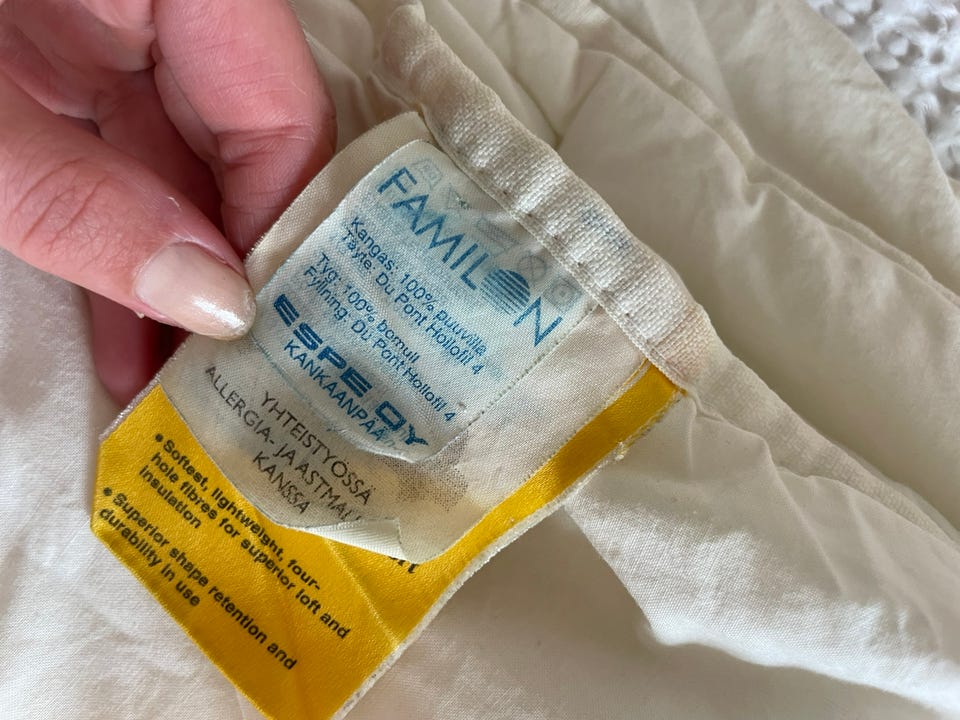 FAMILON
Kangas: 100% puuvilla
Täyte: Du Pont Hollofil 4
Tyg: 100% bomull
Fyllning: Du Pont Hollofil 4
ESPE OY
KANKAANPÄÄ
YHTEISTYÖSSÄ
ALLERGIA- JA ASTMALI
KANSSA
• Softest, lightweight, four-
hole fibres for superior loft and
insulation
• Superior shape retention and
durability in use